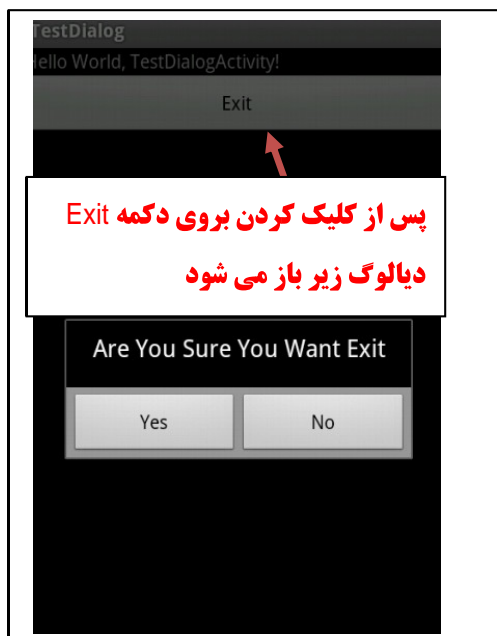 TestDialog
Hello World, TestDialogActivity!
Exit
پس از کلیک کردن بروی دکمه Exit
دیالوگ زیر باز می شود
Are You Sure You Want Exit
Yes
No